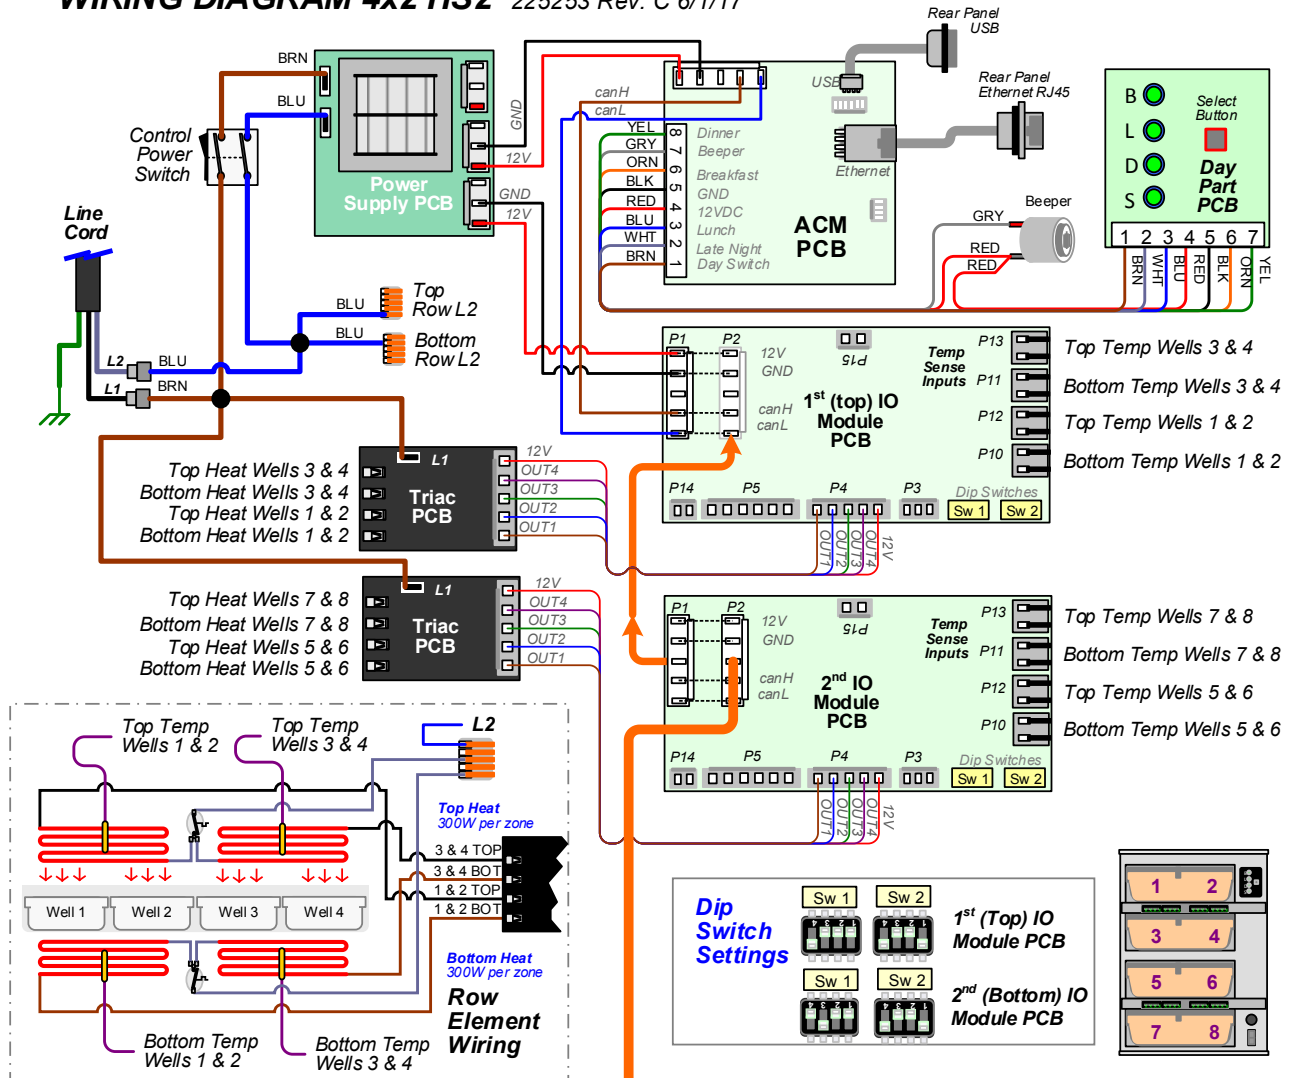 WIRING DIAGRAM 4x2 HS2 225253 Rev. C 6/1/17
Rear Panel
USB
Rear Panel
Ethernet RJ45
BRN
BLU
Control
Power
Switch
Power
Supply PCB
GND
12V
GND
12V
canH
canL
USB
Ethernet
YEL
GRY
ORN
BLK
RED
BLU
WHT
BRN
8
7
6
5
4
3
2
1
Dinner
Beeper
Breakfast
GND
12VDC
Lunch
Late Night
Day Switch
ACM
PCB
Beeper
GRY
RED
RED
B
L
D
S
Select
Button
Day
Part
PCB
1 2 3 4 5 6 7
BRN
WHT
BLU
RED
BLK
ORN
YEL
Line
Cord
L2
BLU
L1
BRN
BLU
Top
Row L2
BLU
Bottom
Row L2
P1
P2
12V
GND
canH
canL
P15
Temp
Sense
Inputs
P13
P11
P12
P10
1st (top) IO
Module
PCB
Top Temp Wells 3 & 4
Bottom Temp Wells 3 & 4
Top Temp Wells 1 & 2
Bottom Temp Wells 1 & 2
P14
P5
P4
P3
Dip Switches
Sw 1
Sw 2
OUT1
OUT2
OUT3
OUT4
12V
Top Heat Wells 3 & 4
Bottom Heat Wells 3 & 4
Top Heat Wells 1 & 2
Bottom Heat Wells 1 & 2
L1
Triac
PCB
12V
OUT4
OUT3
OUT2
OUT1
Top Heat Wells 7 & 8
Bottom Heat Wells 7 & 8
Top Heat Wells 5 & 6
Bottom Heat Wells 5 & 6
L1
Triac
PCB
12V
OUT4
OUT3
OUT2
OUT1
P1
P2
12V
GND
canH
canL
P15
Temp
Sense
Inputs
P13
P11
P12
P10
2nd IO
Module
PCB
Top Temp Wells 7 & 8
Bottom Temp Wells 7 & 8
Top Temp Wells 5 & 6
Bottom Temp Wells 5 & 6
P14
P5
P4
P3
Dip Switches
Sw 1
Sw 2
OUT1
OUT2
OUT3
OUT4
12V
Top Temp
Wells 1 & 2
Top Temp
Wells 3 & 4
L2
Top Heat
300W per zone
3 & 4 TOP
3 & 4 BOT
1 & 2 TOP
1 & 2 BOT
Well 1
Well 2
Well 3
Well 4
Bottom Heat
300W per zone
Row
Element
Wiring
Bottom Temp
Wells 1 & 2
Bottom Temp
Wells 3 & 4
Dip
Switch
Settings
Sw 1
Sw 2
4 3 2 1
4 3 2 1
1st (Top) IO
Module PCB
Sw 1
Sw 2
4 3 2 1
4 3 2 1
2nd (Bottom) IO
Module PCB
1 2
3 4
5 6
7 8